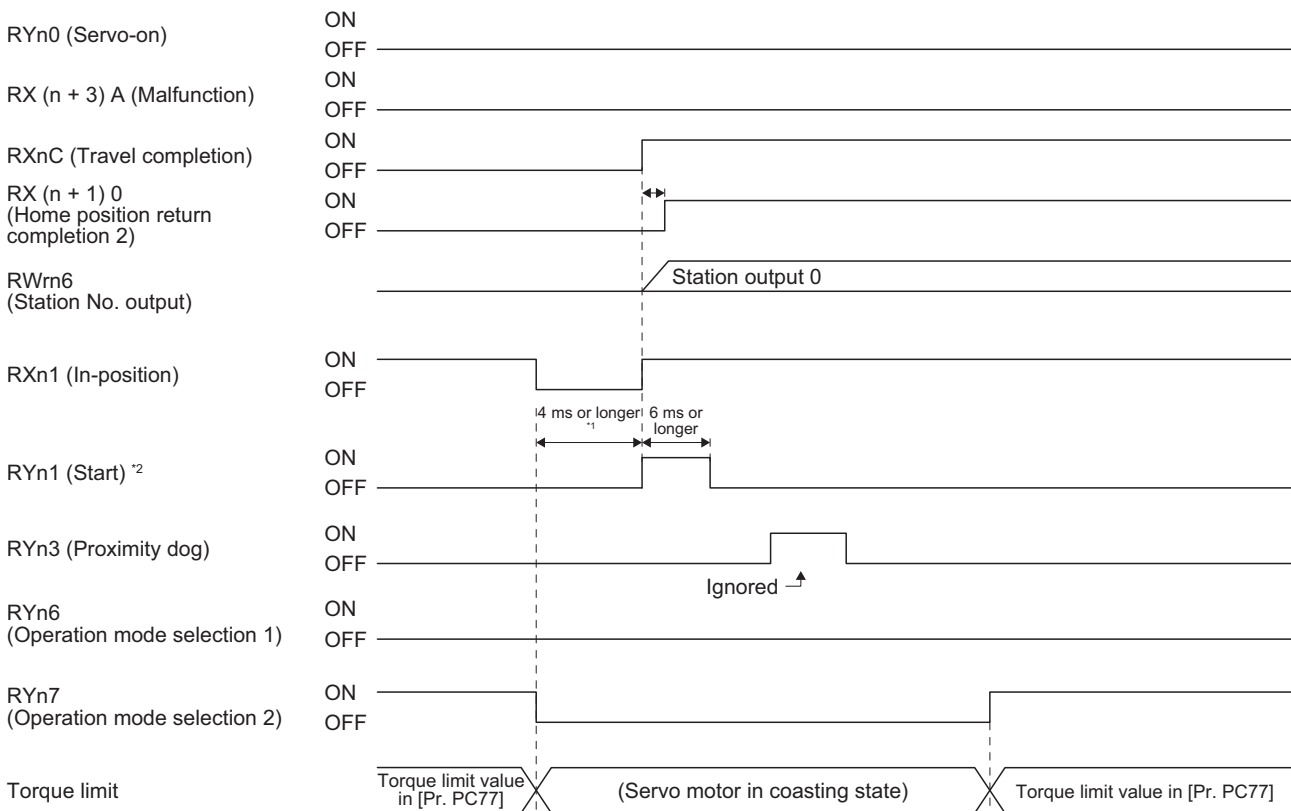 RYn0 (Servo-on)
ON
OFF
RX (n + 3) A (Malfunction)
ON
OFF
RXnC (Travel completion)
ON
OFF
RX (n + 1) 0
(Home position return
completion 2)
ON
OFF
RWrn6
(Station No. output)
Station output 0
RXn1 (In-position)
ON
OFF
4 ms or longer
*1
6 ms or
longer
RYn1 (Start) *2
ON
OFF
RYn3 (Proximity dog)
ON
OFF
Ignored
RYn6
(Operation mode selection 1)
ON
OFF
RYn7
(Operation mode selection 2)
ON
OFF
Torque limit
Torque limit value
in [Pr. PC77]
(Servo motor in coasting state)
Torque limit value in [Pr. PC77]